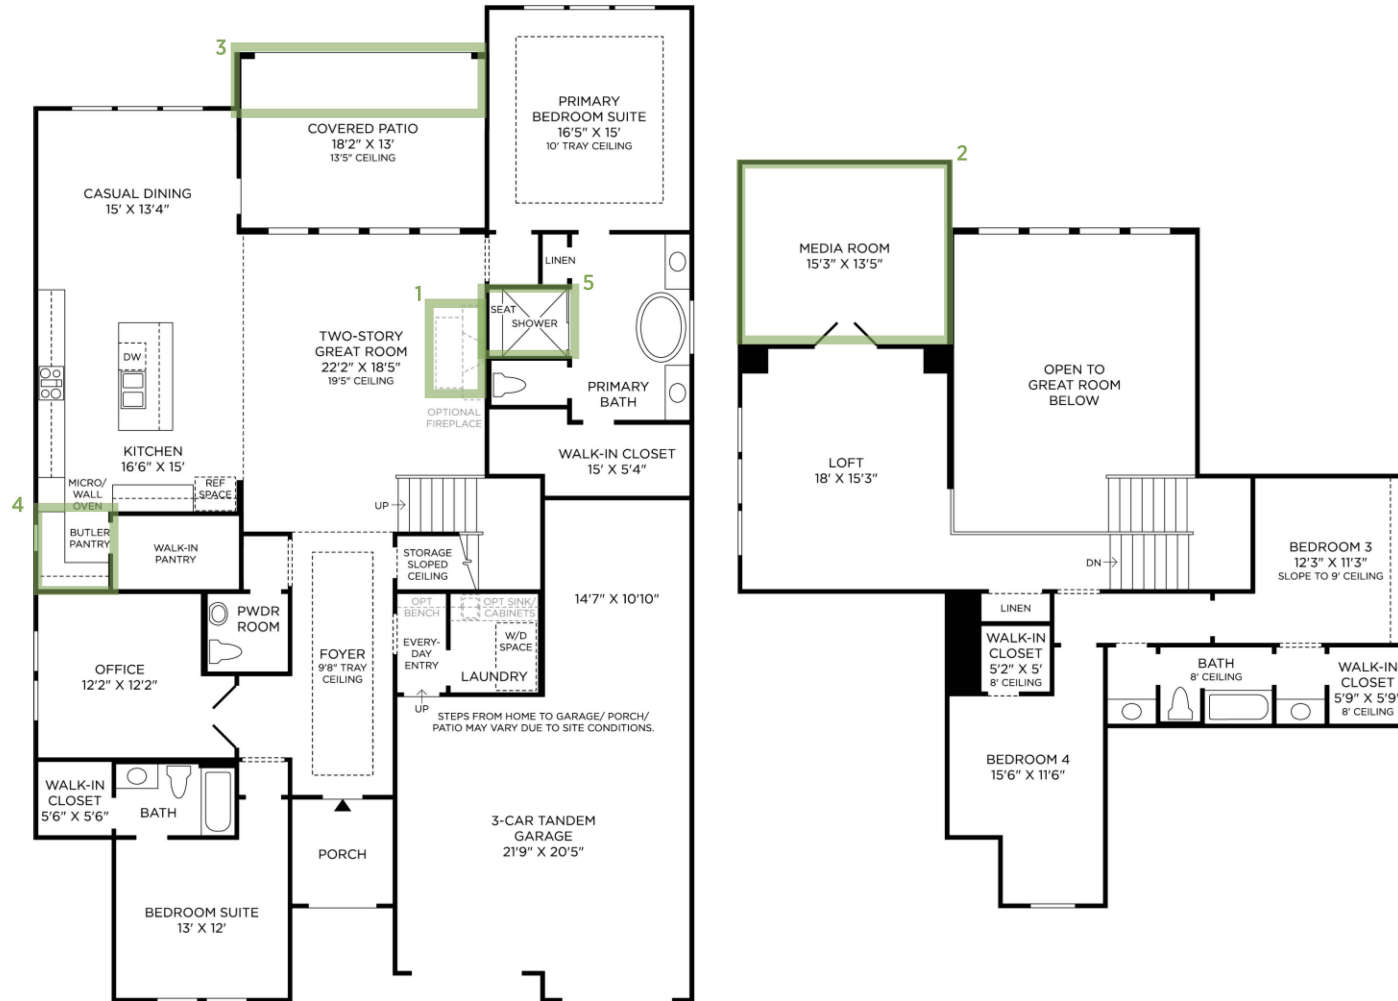 3
COVERED PATIO
18'2" X 13'
13'5" CEILING
PRIMARY
BEDROOM SUITE
16'5" X 15'
10' TRAY CEILING
CASUAL DINING
15' X 13'4"
LINEN
1
5
SEAT
SHOWER
TWO-STORY
GREAT ROOM
22'2" X 18'5"
19'5" CEILING
OPTIONAL
FIREPLACE
PRIMARY
BATH
DW
KITCHEN
16'6" X 15'
WALK-IN CLOSET
15' X 5'4"
MICRO/
WALL
OVEN
REF
SPACE
4
BUTLER
PANTRY
WALK-IN
PANTRY
UP
STORAGE
SLOPED
CEILING
14'7" X 10'10"
OPT
BENCH
OPT SINK/
CABINETS
PWDR
ROOM
EVERY-
DAY
ENTRY
W/D
SPACE
LAUNDRY
FOYER
9'8" TRAY
CEILING
OFFICE
12'2" X 12'2"
UP
STEPS FROM HOME TO GARAGE/ PORCH/
PATIO MAY VARY DUE TO SITE CONDITIONS.
WALK-IN
CLOSET
5'6" X 5'6"
BATH
PORCH
3-CAR TANDEM
GARAGE
21'9" X 20'5"
BEDROOM SUITE
13' X 12'
2
MEDIA ROOM
15'3" X 13'5"
OPEN TO
GREAT ROOM
BELOW
LOFT
18' X 15'3"
DN
BEDROOM 3
12'3" X 11'3"
SLOPE TO 9' CEILING
LINEN
WALK-IN
CLOSET
5'2" X 5'
8' CEILING
BATH
8' CEILING
WALK-IN
CLOSET
5'9" X 5'9"
8' CEILING
BEDROOM 4
15'6" X 11'6"